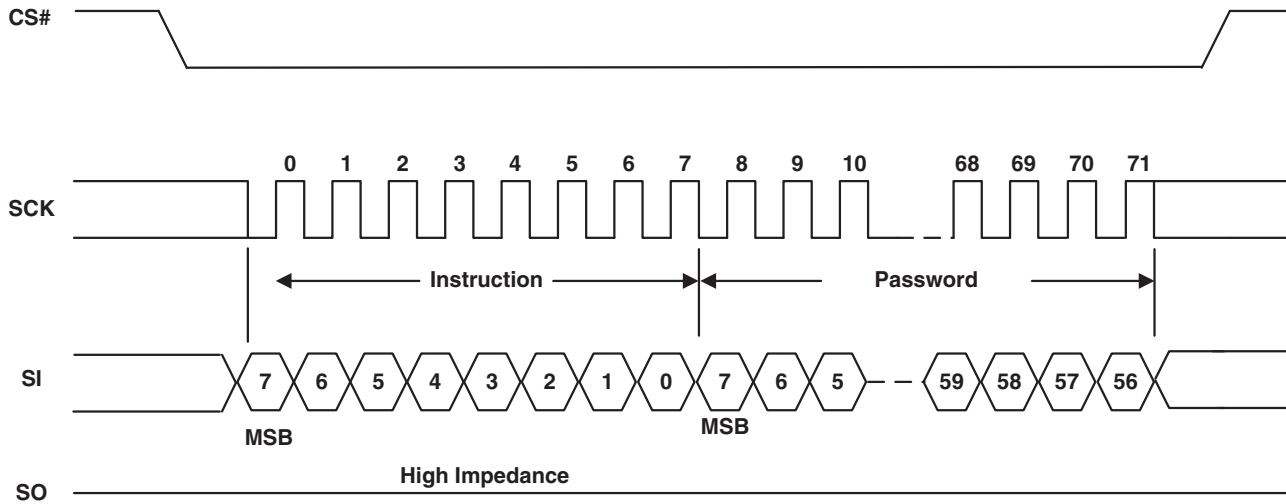 CS#
0 1 2 3 4 5 6 7 8 9 10 68 69 70 71
SCK
Instruction Password
SI 7 6 5 4 3 2 1 0 7 6 5 59 58 57 56
MSB MSB
High Impedance
SO